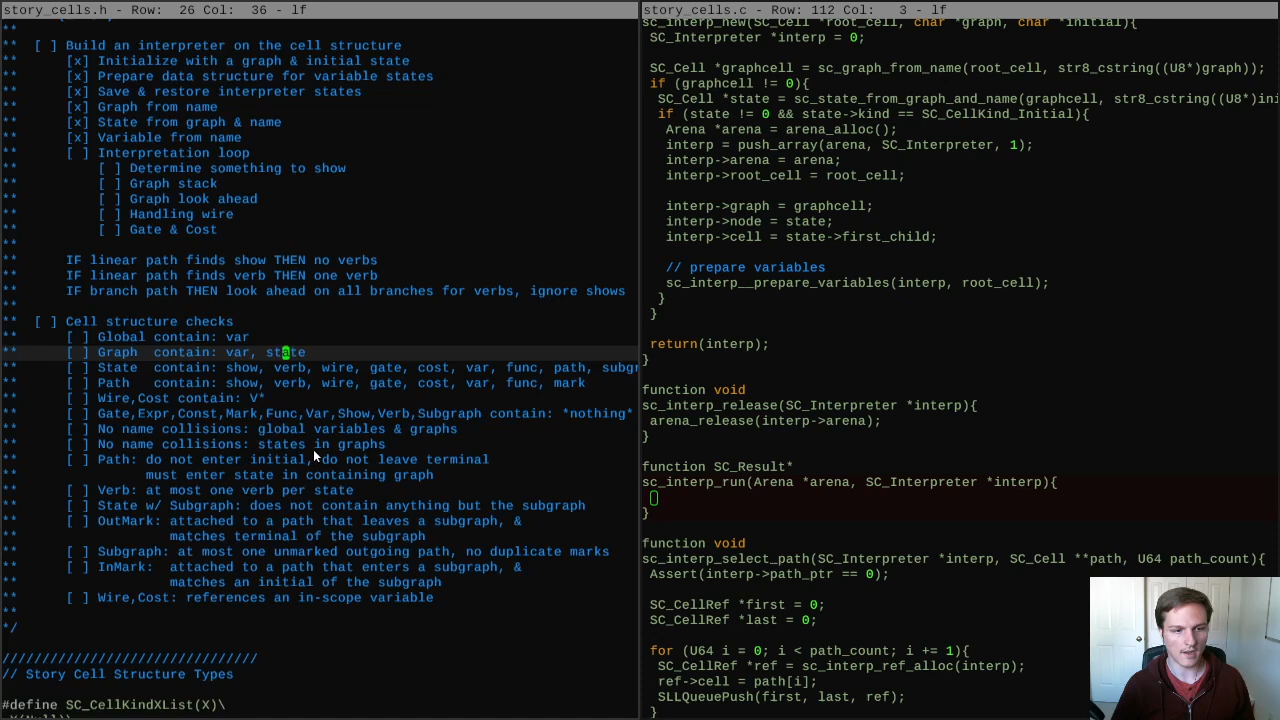 story_cells.h - Row: 26 Col: 36 - lf
**
** [ ] Build an interpreter on the cell structure
** [x] Initialize with a graph & initial state
** [x] Prepare data structure for variable states
** [x] Save & restore interpreter states
** [x] Graph from name
** [x] State from graph & name
** [x] Variable from name
** [ ] Interpretation loop
** [ ] Determine something to show
** [ ] Graph stack
** [ ] Graph look ahead
** [ ] Handling wire
** [ ] Gate & Cost
**
** IF linear path finds show THEN no verbs
** IF linear path finds verb THEN one verb
** IF branch path THEN look ahead on all branches for verbs, ignore shows
**
** [ ] Cell structure checks
** [ ] Global contain: var
** [ ] Graph contain: var, state
** [ ] State contain: show, verb, wire, gate, cost, var, func, path, subgr
** [ ] Path contain: show, verb, wire, gate, cost, var, func, mark
** [ ] Wire,Cost contain: V*
** [ ] Gate,Expr,Const,Mark,Func,Var,Show,Verb,Subgraph contain: *nothing*
** [ ] No name collisions: global variables & graphs
** [ ] No name collisions: states in graphs
** [ ] Path: do not enter initial, do not leave terminal
** must enter state in containing graph
** [ ] Verb: at most one verb per state
** [ ] State w/ Subgraph: does not contain anything but the subgraph
** [ ] OutMark: attached to a path that leaves a subgraph, &
** matches terminal of the subgraph
** [ ] Subgraph: at most one unmarked outgoing path, no duplicate marks
** [ ] InMark: attached to a path that enters a subgraph, &
** matches an initial of the subgraph
** [ ] Wire,Cost: references an in-scope variable
**
*/
////////////////////////////////
// Story Cell Structure Types
#define SC_CellKindXList(X)\
story_cells.c - Row: 112 Col: 3 - lf
sc_interp_new(SC_Cell *root_cell, char *graph, char *initial){
SC_Interpreter *interp = 0;
SC_Cell *graphcell = sc_graph_from_name(root_cell, str8_cstring((U8*)graph));
if (graphcell != 0){
SC_Cell *state = sc_state_from_graph_and_name(graphcell, str8_cstring((U8*)ini
if (state != 0 && state->kind == SC_CellKind_Initial){
Arena *arena = arena_alloc();
interp = push_array(arena, SC_Interpreter, 1);
interp->arena = arena;
interp->root_cell = root_cell;
interp->graph = graphcell;
interp->node = state;
interp->cell = state->first_child;
// prepare variables
sc_interp__prepare_variables(interp, root_cell);
}
}
return(interp);
}
function void
sc_interp_release(SC_Interpreter *interp){
arena_release(interp->arena);
}
function SC_Result*
sc_interp_run(Arena *arena, SC_Interpreter *interp){
}
function void
sc_interp_select_path(SC_Interpreter *interp, SC_Cell **path, U64 path_count){
Assert(interp->path_ptr == 0);
SC_CellRef *first = 0;
SC_CellRef *last = 0;
for (U64 i = 0; i < path_count; i += 1){
SC_CellRef *ref = sc_interp_ref_alloc(interp);
ref->cell = path[i];
SLLQueuePush(first, last, ref);
}